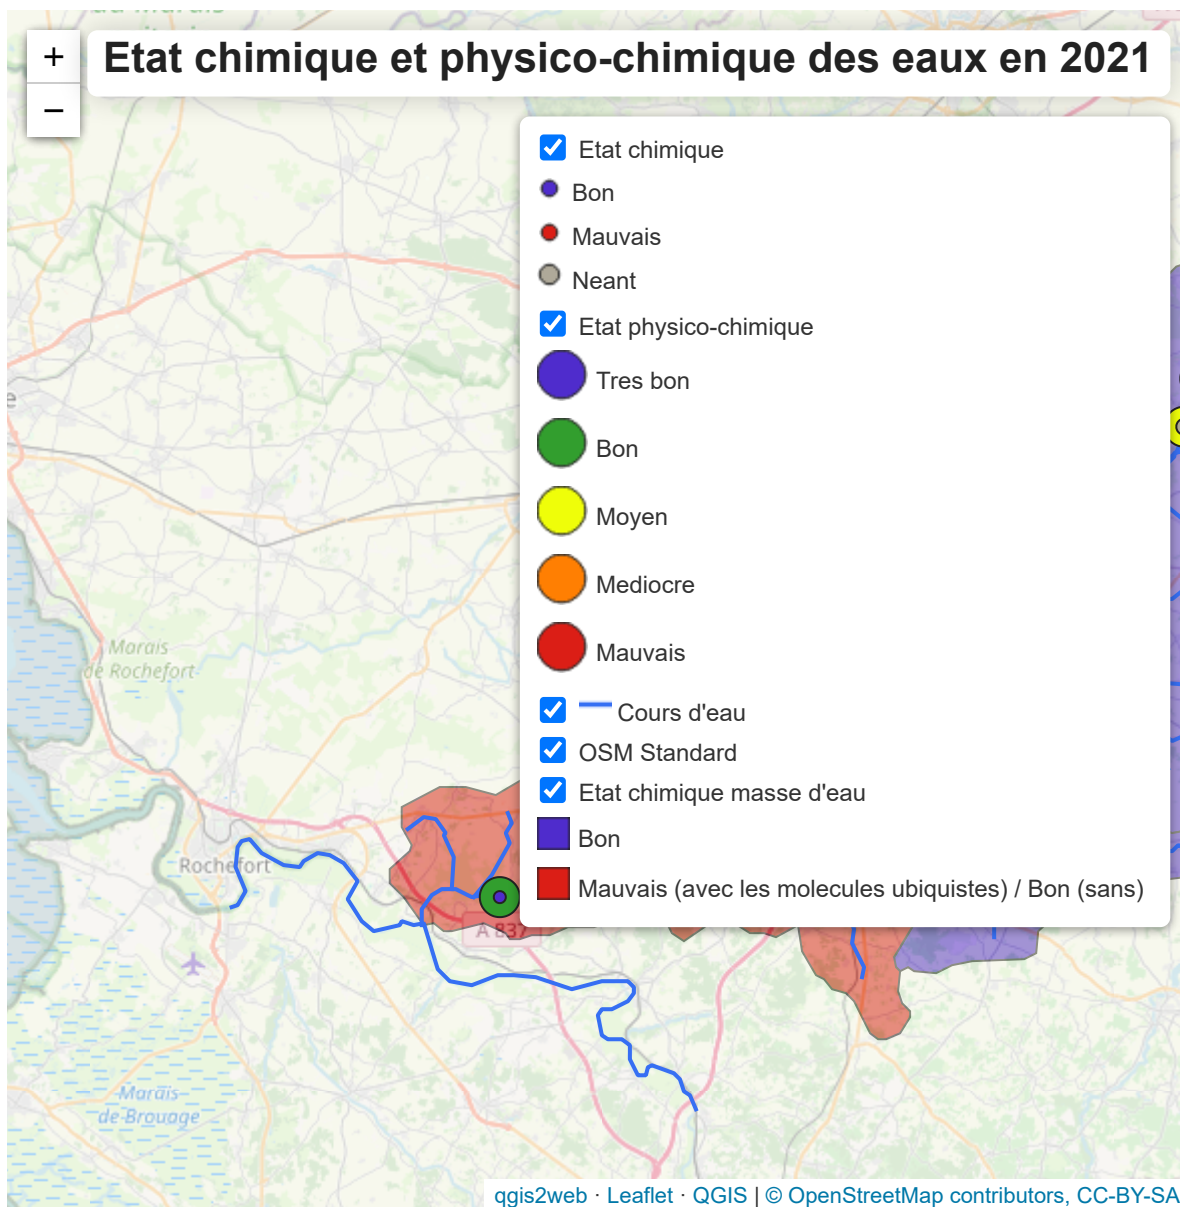 +
Etat chimique et physico-chimique des eaux en 2021
−
Etat chimique
Bon
Mauvais
Neant
Etat physico-chimique
Tres bon
Bon
Moyen
Mediocre
Mauvais
Cours d'eau
OSM Standard
Etat chimique masse d'eau
Bon
Mauvais (avec les molecules ubiquistes) / Bon (sans)
Marais
de Rochefort
Rochefort
A 837
Marais
de Brouage
qgis2web · Leaflet · QGIS | © OpenStreetMap contributors, CC-BY-SA